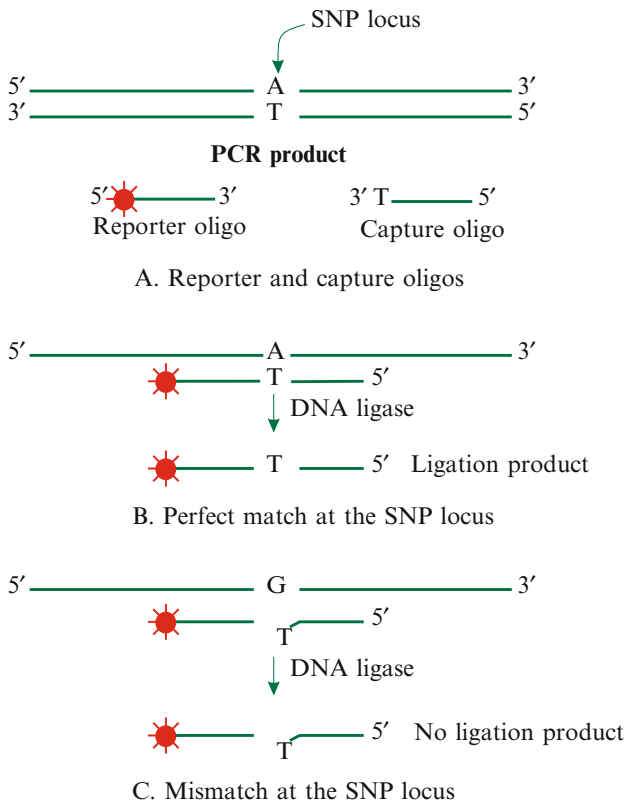 SNP locus
5′ A 3′
3′ T 5′
PCR product
5′ 3′ 3′ T 5′
Reporter oligo Capture oligo
A. Reporter and capture oligos
5′ A 3′
T 5′
DNA ligase
T 5′ Ligation product
B. Perfect match at the SNP locus
5′ G 3′
T 5′
DNA ligase
T 5′ No ligation product
C. Mismatch at the SNP locus